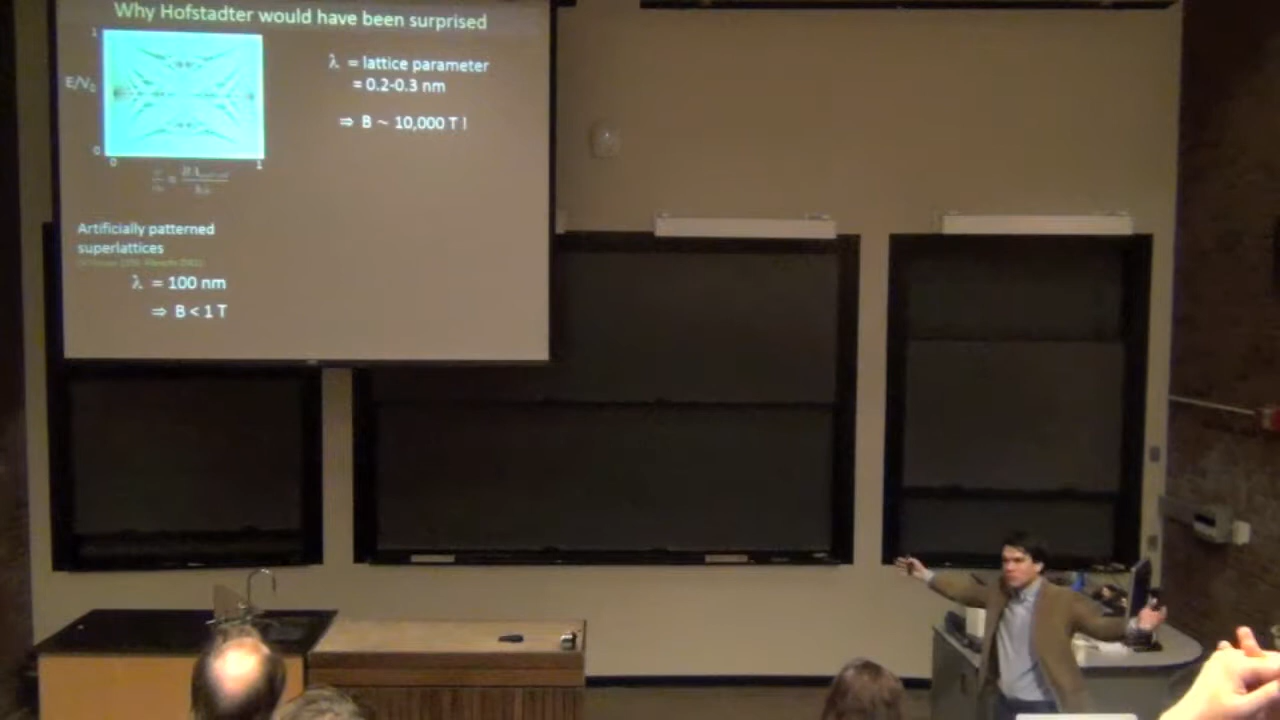 Why Hofstadter would have been surprised
1
E/V₀
0
0
1
λ = lattice parameter
= 0.2-0.3 nm
⇒ B ~ 10,000 T !
Artificially patterned
superlattices
λ = 100 nm
⇒ B < 1 T